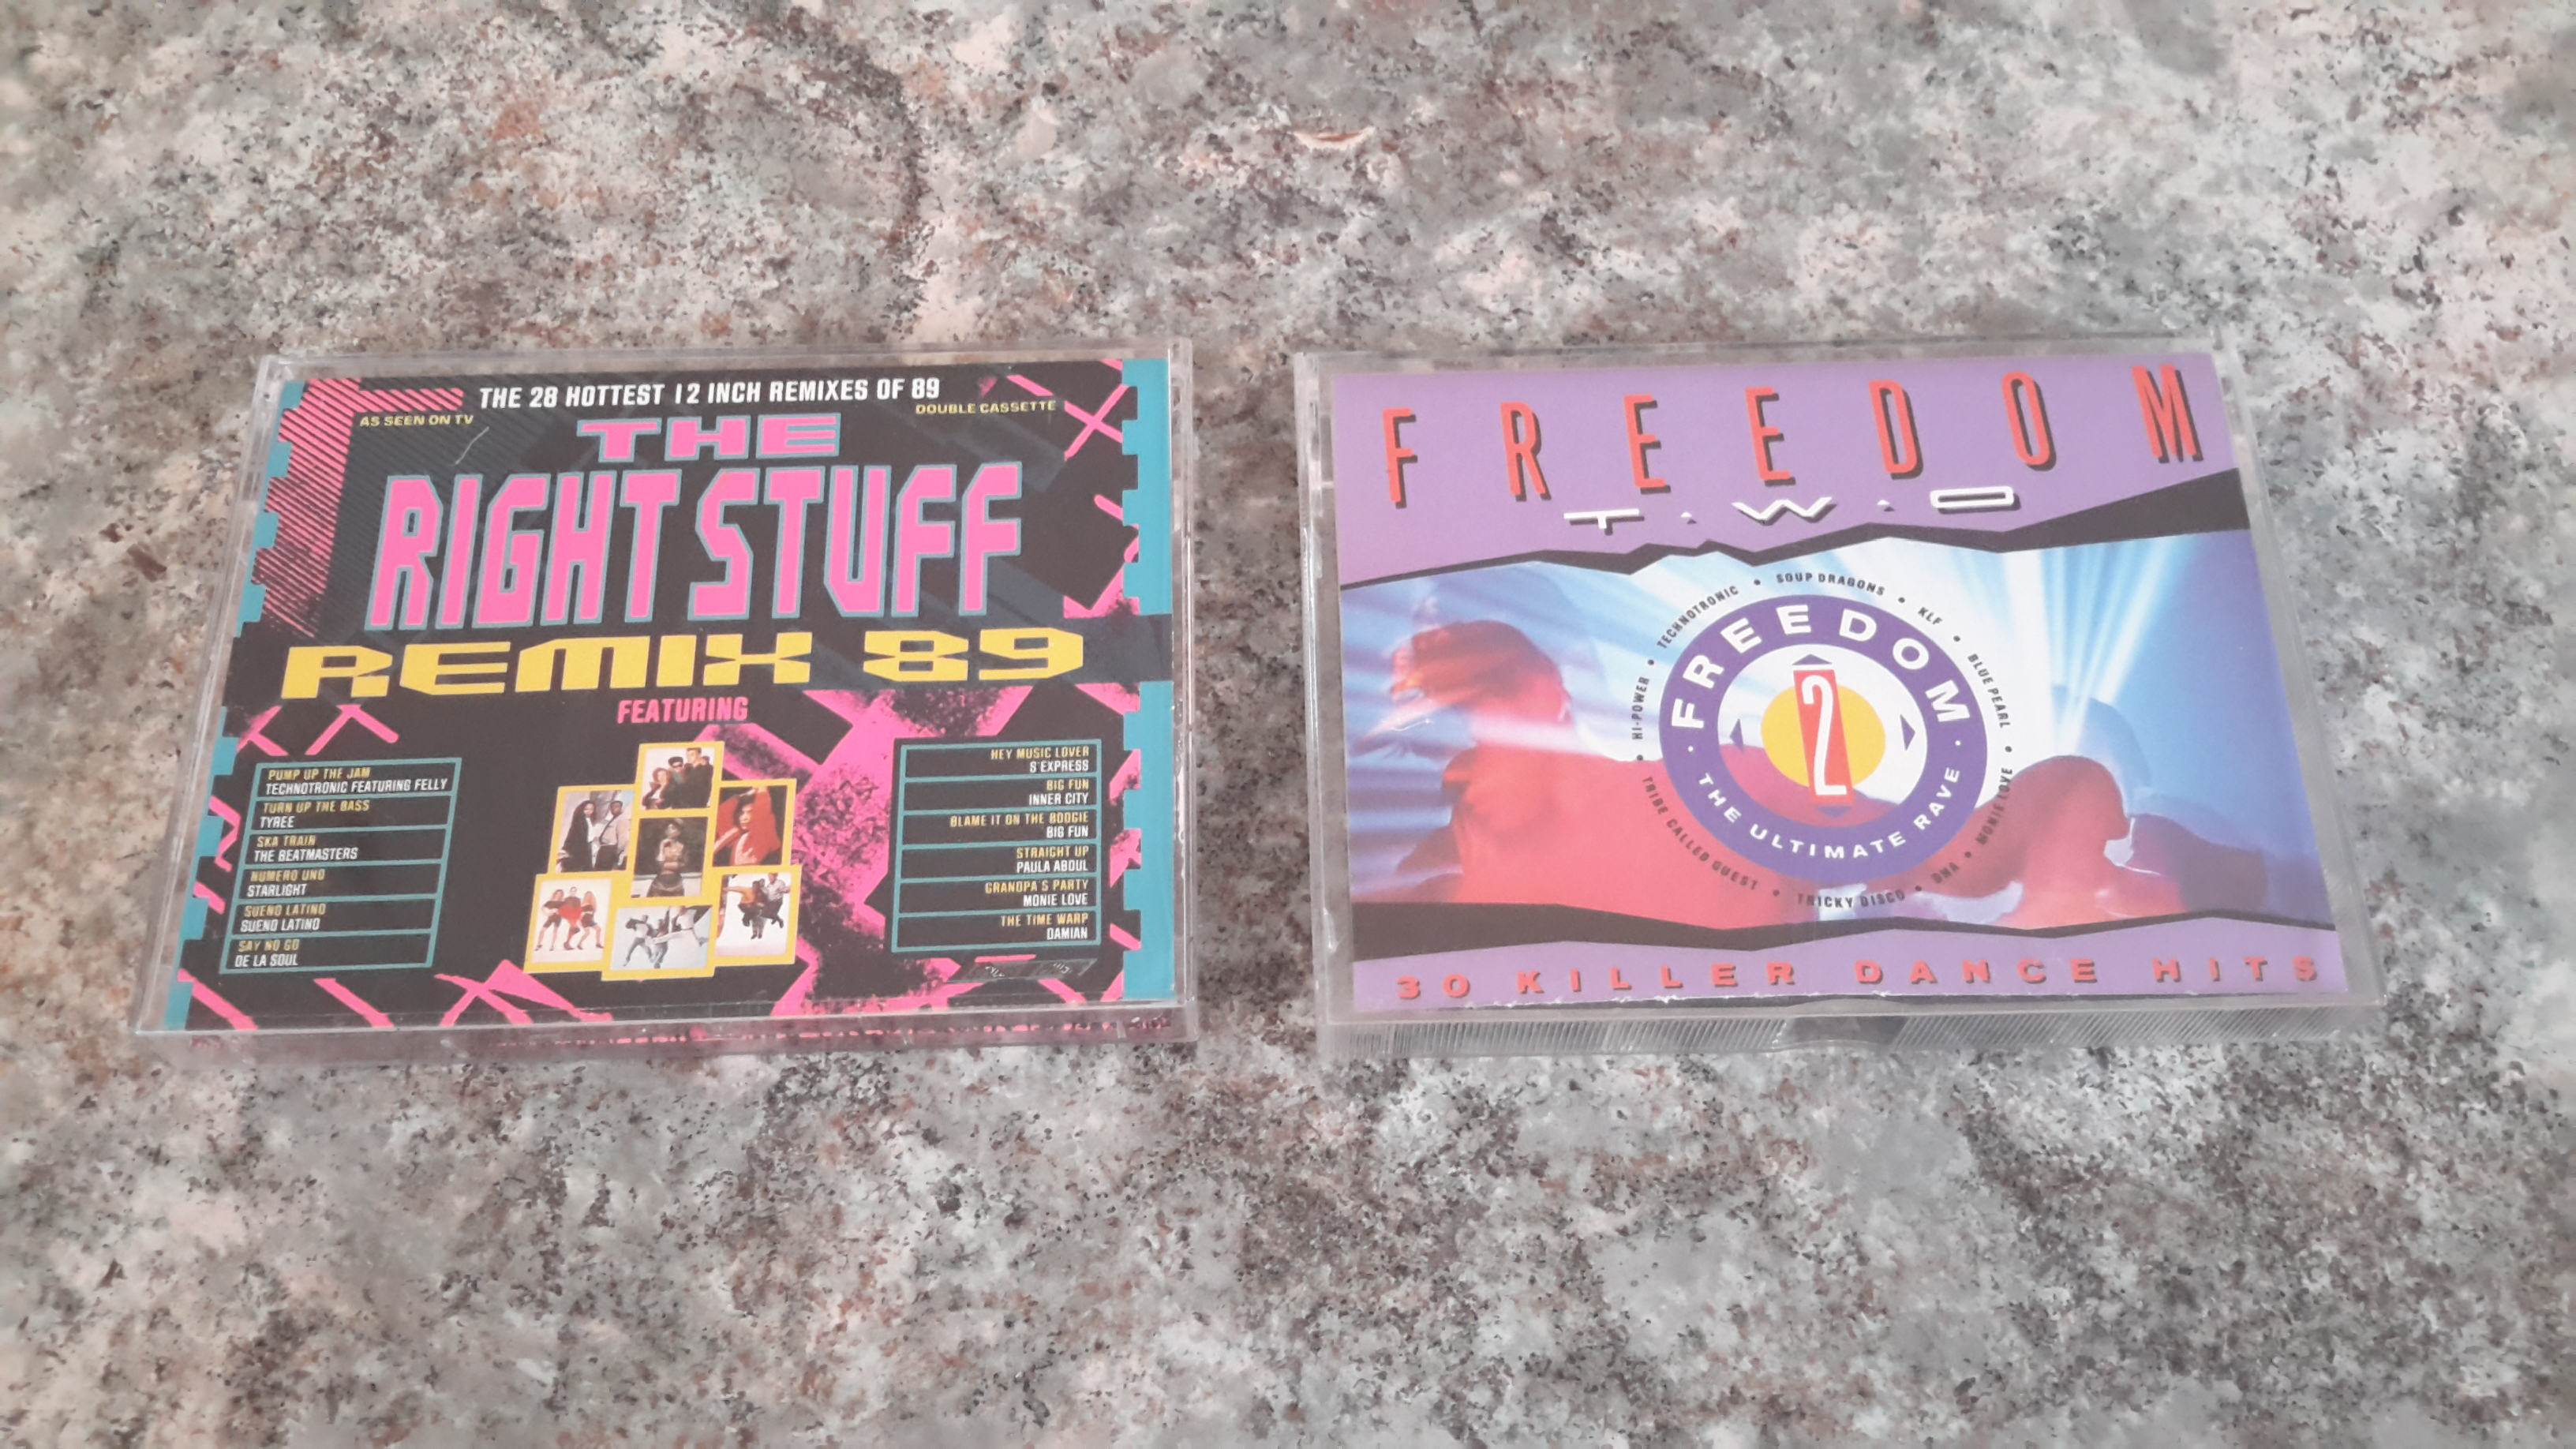 THE 28 HOTTEST 12 INCH REMIXES OF 89
AS SEEN ON TV
DOUBLE CASSETTE
THE
RIGHT STUFF
REMIX 89
FEATURING
PUMP UP THE JAM
TECHNOTRONIC FEATURING FELLY
TURN UP THE BASS
TYREE
SKA TRAIN
THE BEATMASTERS
NUMERO UNO
STARLIGHT
SUENO LATINO
SUENO LATINO
SAY NO GO
DE LA SOUL
HEY MUSIC LOVER
S'EXPRESS
BIG FUN
INNER CITY
BLAME IT ON THE BOOGIE
BIG FUN
STRAIGHT UP
PAULA ABDUL
GRANDPA S PARTY
MONIE LOVE
THE TIME WARP
DAMIAN
FREEDOM
T·W·O
HI-POWER • TECHNOTRONIC • SOUP DRAGONS • KLF • BLUE PEARL • MONIE LOVE • DNA • TRICKY DISCO • TRIBE CALLED QUEST •
FREEDOM
2
· THE ULTIMATE RAVE ·
30 KILLER DANCE HITS